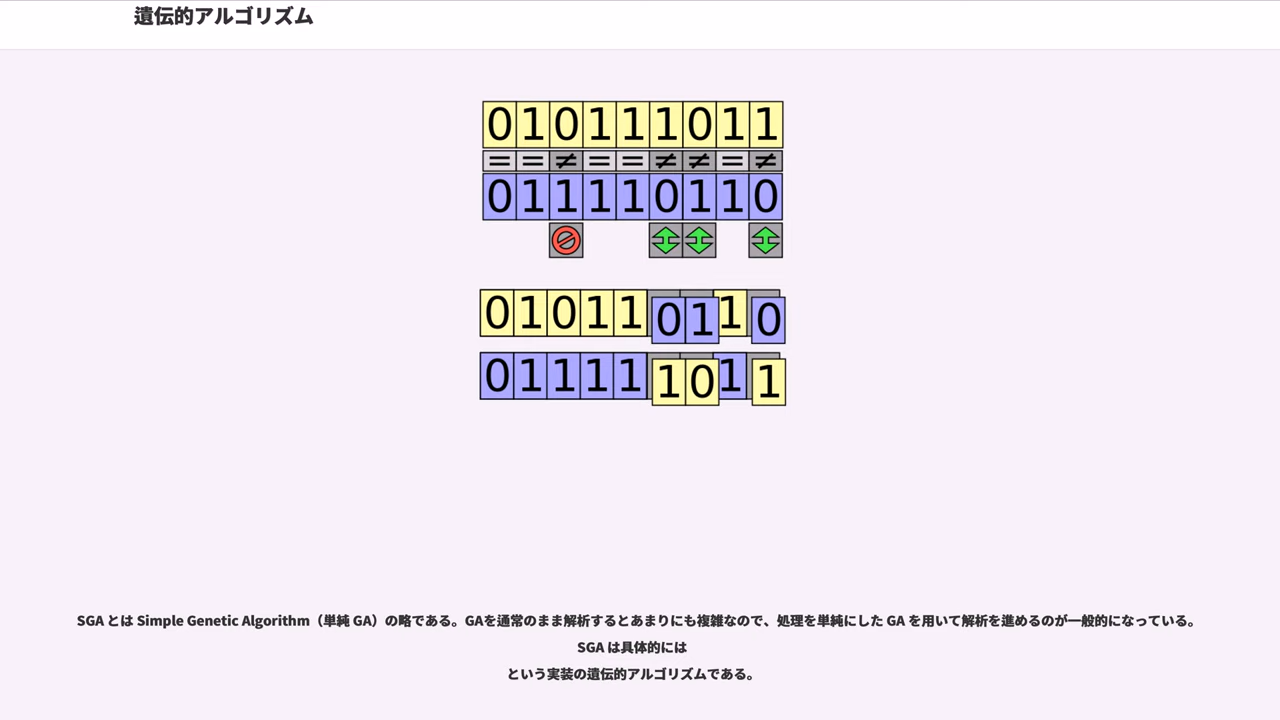 遺伝的アルゴリズム
010111011
==≠==≠≠=≠
011110110
010110110
011111011
SGA とは Simple Genetic Algorithm（単純 GA）の略である。GAを通常のまま解析するとあまりにも複雑なので、処理を単純にした GA を用いて解析を進めるのが一般的になっている。
SGA は具体的には
という実装の遺伝的アルゴリズムである。